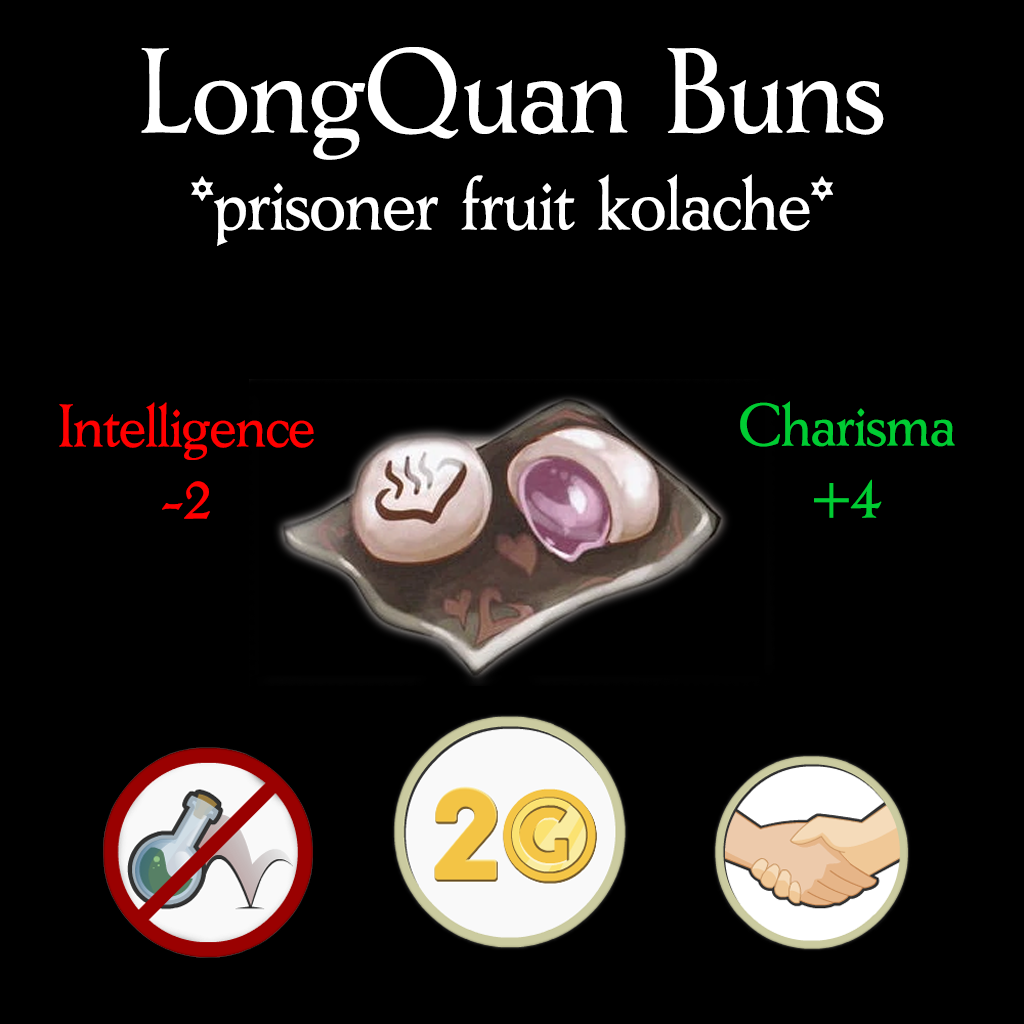 LongQuan Buns
*prisoner fruit kolache*
Intelligence
-2
Charisma
+4
2G